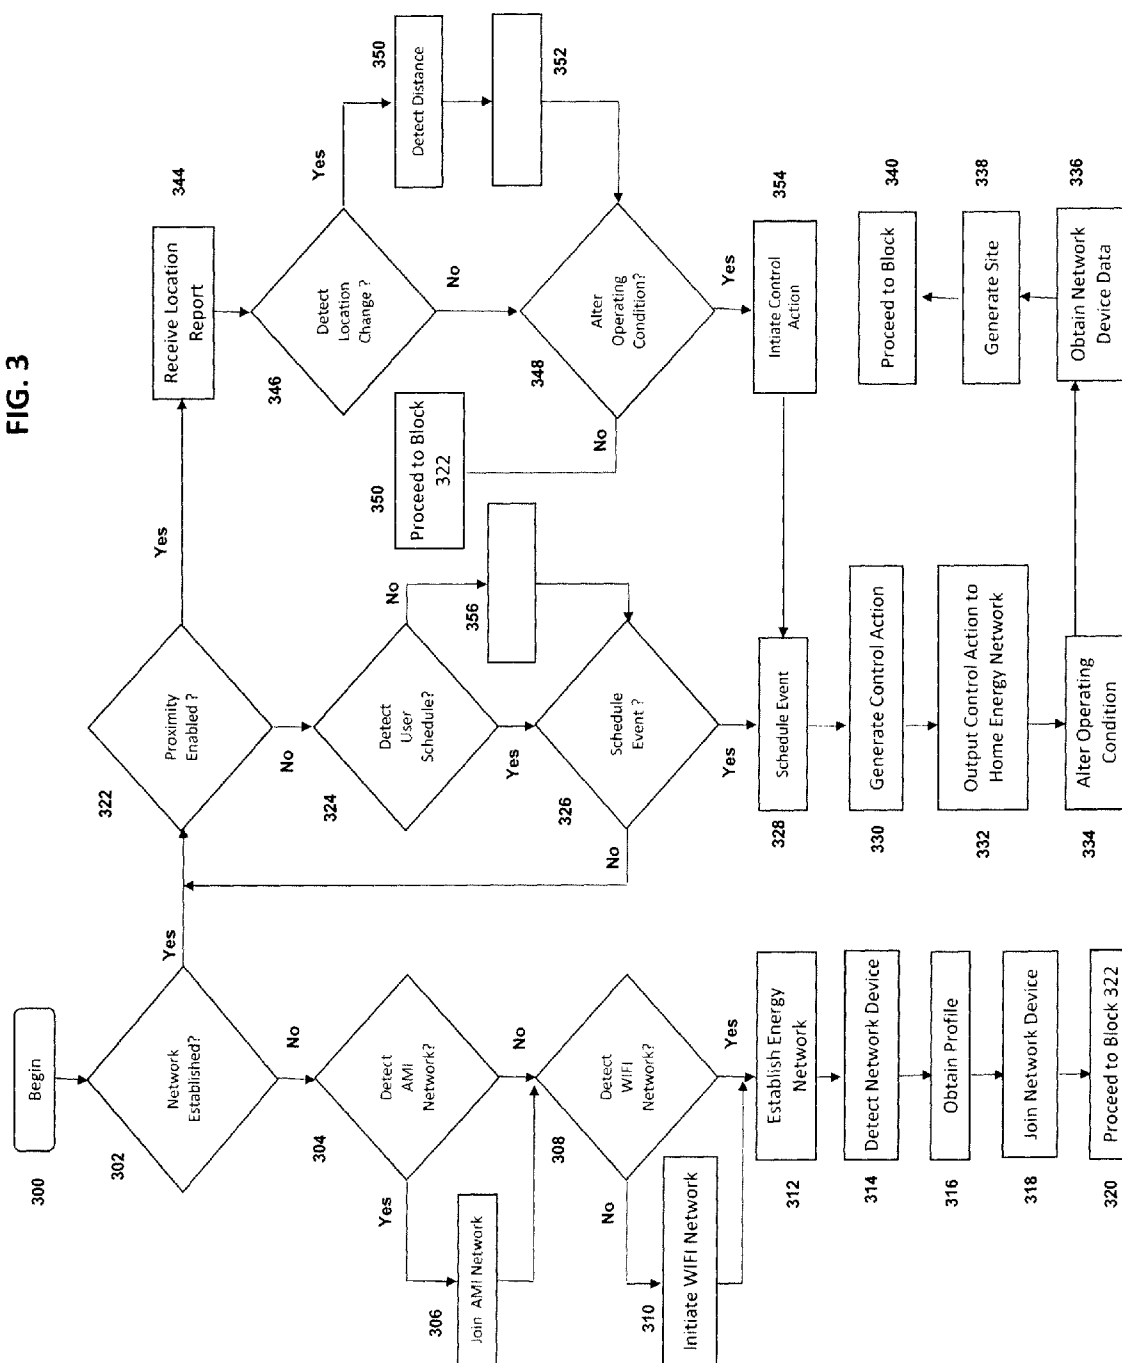 FIG. 3
300
Begin
302
Network
Established?
Yes
No
304
Detect
AMI
Network?
Yes
No
306
Join AMI Network
308
Detect
WIFI
Network?
No
Yes
310
Initiate WIFI Network
312
Establish Energy
Network
314
Detect Network Device
316
Obtain Profile
318
Join Network Device
320
Proceed to Block 322
322
Proximity
Enabled ?
Yes
No
324
Detect
User
Schedule?
No
Yes
356
326
Schedule
Event ?
No
Yes
328
Schedule Event
330
Generate Control Action
332
Output Control Action to
Home Energy Network
334
Alter Operating
Condition
344
Receive Location
Report
346
Detect
Location
Change ?
Yes
No
350
Detect Distance
352
348
Alter
Operating
Condition?
No
Yes
350
Proceed to Block
322
354
Intiate Control
Action
340
Proceed to Block
338
Generate Site
336
Obtain Network
Device Data